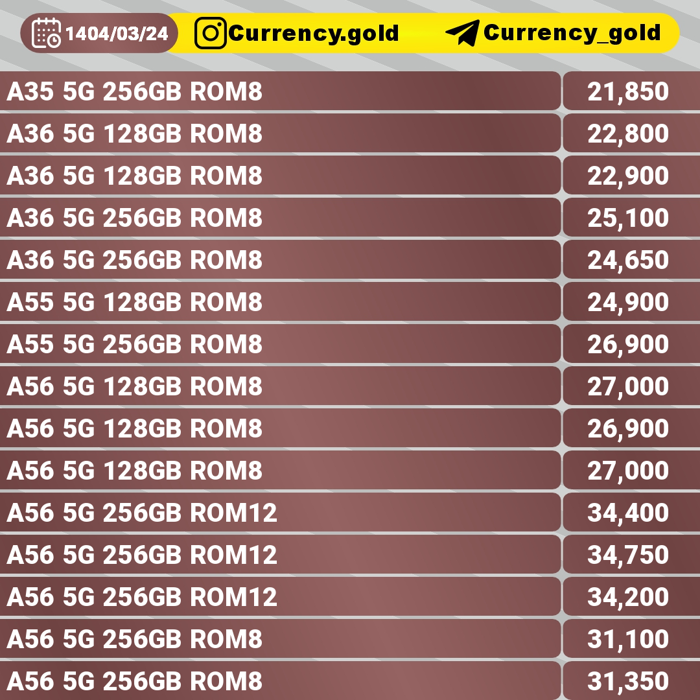 1404/03/24 Currency.gold Currency_gold
A35 5G 256GB ROM8 21,850
A36 5G 128GB ROM8 22,800
A36 5G 128GB ROM8 22,900
A36 5G 256GB ROM8 25,100
A36 5G 256GB ROM8 24,650
A55 5G 128GB ROM8 24,900
A55 5G 256GB ROM8 26,900
A56 5G 128GB ROM8 27,000
A56 5G 128GB ROM8 26,900
A56 5G 128GB ROM8 27,000
A56 5G 256GB ROM12 34,400
A56 5G 256GB ROM12 34,750
A56 5G 256GB ROM12 34,200
A56 5G 256GB ROM8 31,100
A56 5G 256GB ROM8 31,350